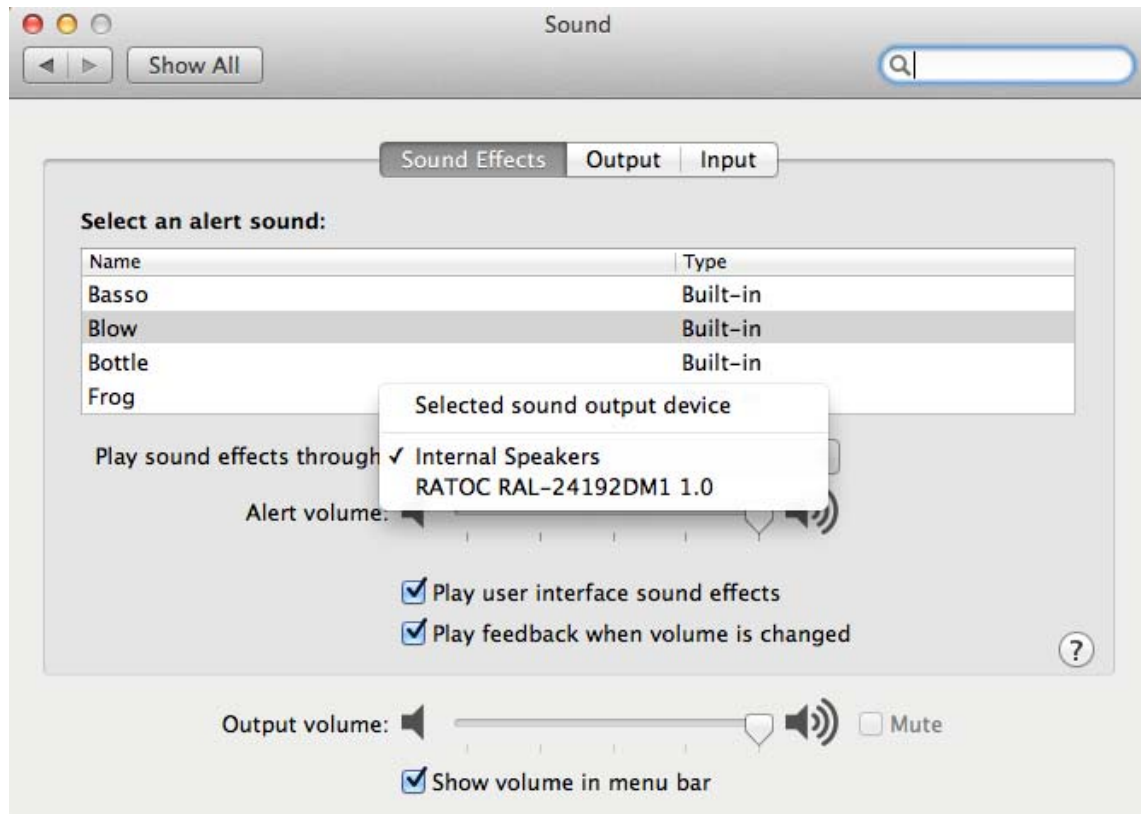 Sound
Show All
Sound Effects Output Input
Select an alert sound:
Name Type
Basso Built-in
Blow Built-in
Bottle Built-in
Frog
Selected sound output device
Play sound effects through ✓ Internal Speakers
RATOC RAL-24192DM1 1.0
Alert volume:
Play user interface sound effects
Play feedback when volume is changed
?
Output volume: Mute
Show volume in menu bar